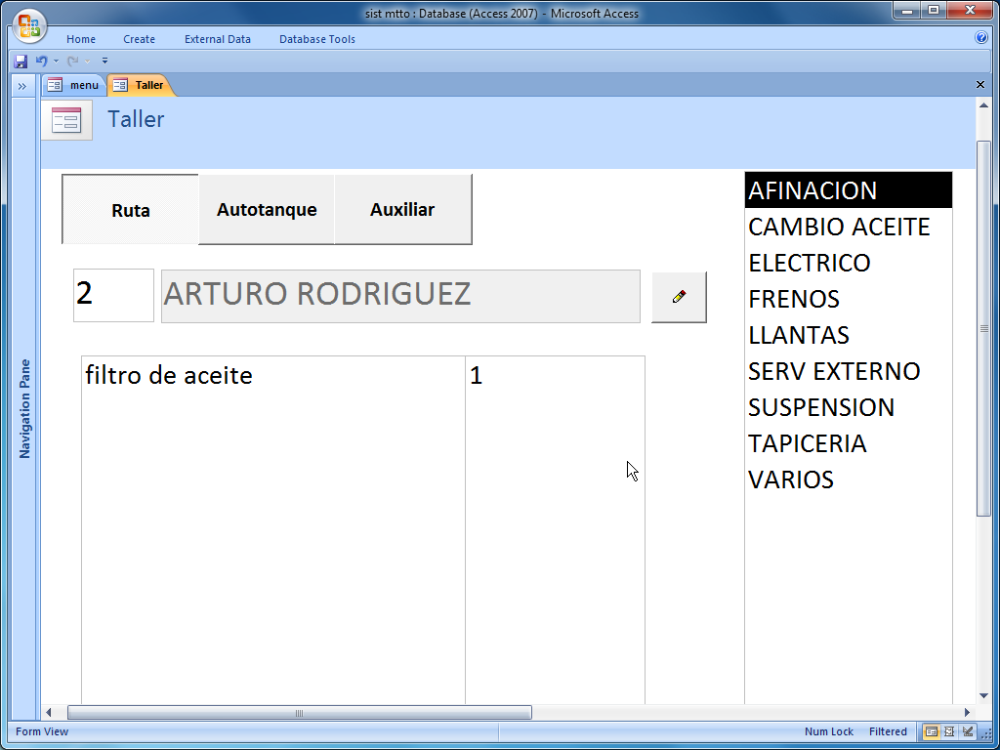 sist mtto : Database (Access 2007) - Microsoft Access
Home Create External Data Database Tools
menu Taller
Taller
Ruta Autotanque Auxiliar
2 ARTURO RODRIGUEZ
filtro de aceite 1
AFINACION
CAMBIO ACEITE
ELECTRICO
FRENOS
LLANTAS
SERV EXTERNO
SUSPENSION
TAPICERIA
VARIOS
Navigation Pane
Form View Num Lock Filtered